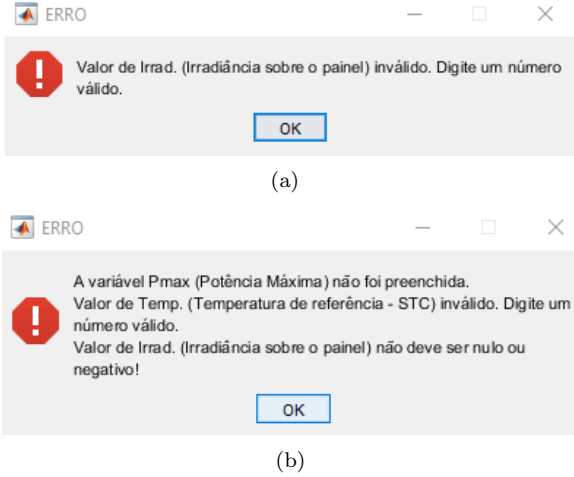 ERRO
Valor de Irrad. (Irradiância sobre o painel) inválido. Digite um número
válido.
OK
(a)
ERRO
A variável Pmax (Potência Máxima) não foi preenchida.
Valor de Temp. (Temperatura de referência - STC) inválido. Digite um
número válido.
Valor de Irrad. (Irradiância sobre o painel) não deve ser nulo ou
negativo!
OK
(b)